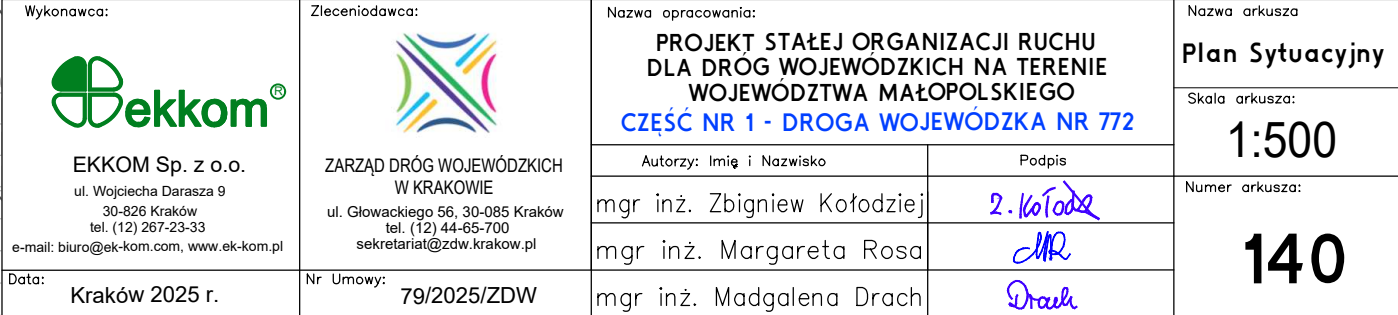 Wykonawca:
ekkom®
EKKOM Sp. z o.o.
ul. Wojciecha Darasza 9
30-826 Kraków
tel. (12) 267-23-33
e-mail: biuro@ek-kom.com, www.ek-kom.pl
Data:
Kraków 2025 r.
Zleceniodawca:
ZARZĄD DRÓG WOJEWÓDZKICH
W KRAKOWIE
ul. Głowackiego 56, 30-085 Kraków
tel. (12) 44-65-700
sekretariat@zdw.krakow.pl
Nr Umowy:
79/2025/ZDW
Nazwa opracowania:
PROJEKT STAŁEJ ORGANIZACJI RUCHU
DLA DRÓG WOJEWÓDZKICH NA TERENIE
WOJEWÓDZTWA MAŁOPOLSKIEGO
CZĘŚĆ NR 1 - DROGA WOJEWÓDZKA NR 772
Autorzy: Imię i Nazwisko
Podpis
mgr inż. Zbigniew Kołodziej
Z. Kołodz
mgr inż. Margareta Rosa
MR
mgr inż. Madgalena Drach
Drach
Nazwa arkusza
Plan Sytuacyjny
Skala arkusza:
1:500
Numer arkusza:
140